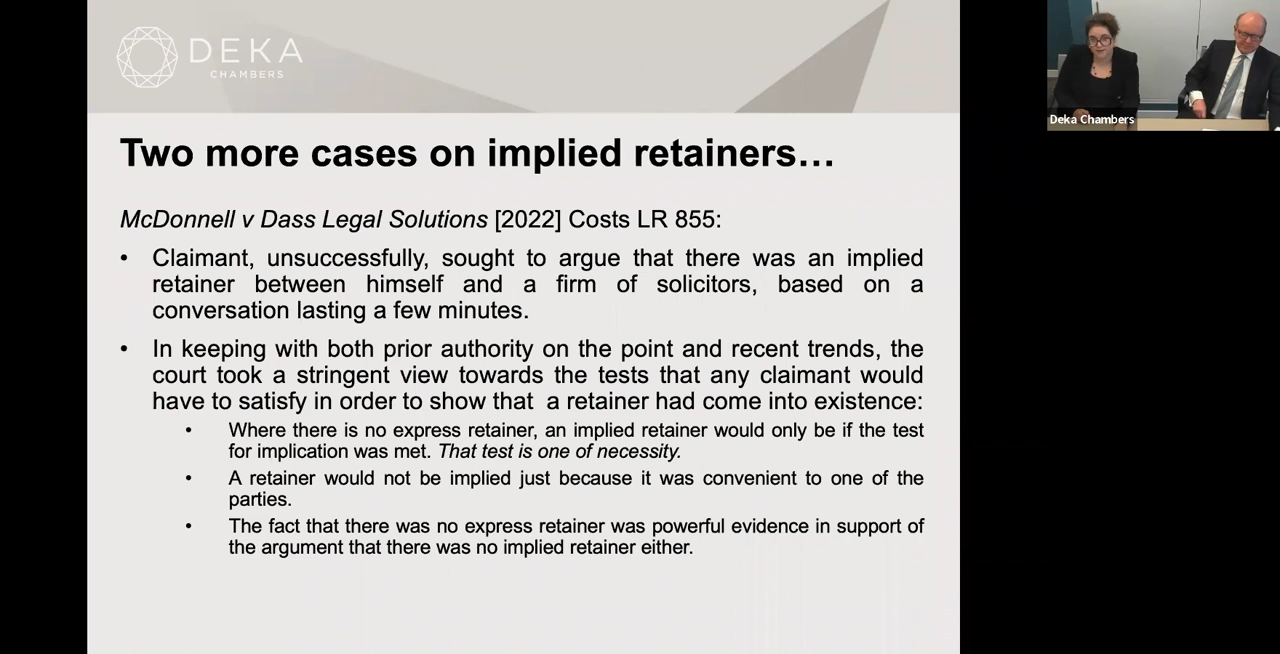 DEKA
CHAMBERS
Deka Chambers
Two more cases on implied retainers…
McDonnell v Dass Legal Solutions [2022] Costs LR 855:
• Claimant, unsuccessfully, sought to argue that there was an implied
retainer between himself and a firm of solicitors, based on a
conversation lasting a few minutes.
• In keeping with both prior authority on the point and recent trends, the
court took a stringent view towards the tests that any claimant would
have to satisfy in order to show that  a retainer had come into existence:
• Where there is no express retainer, an implied retainer would only be if the test
for implication was met. That test is one of necessity.
• A retainer would not be implied just because it was convenient to one of the
parties.
• The fact that there was no express retainer was powerful evidence in support of
the argument that there was no implied retainer either.